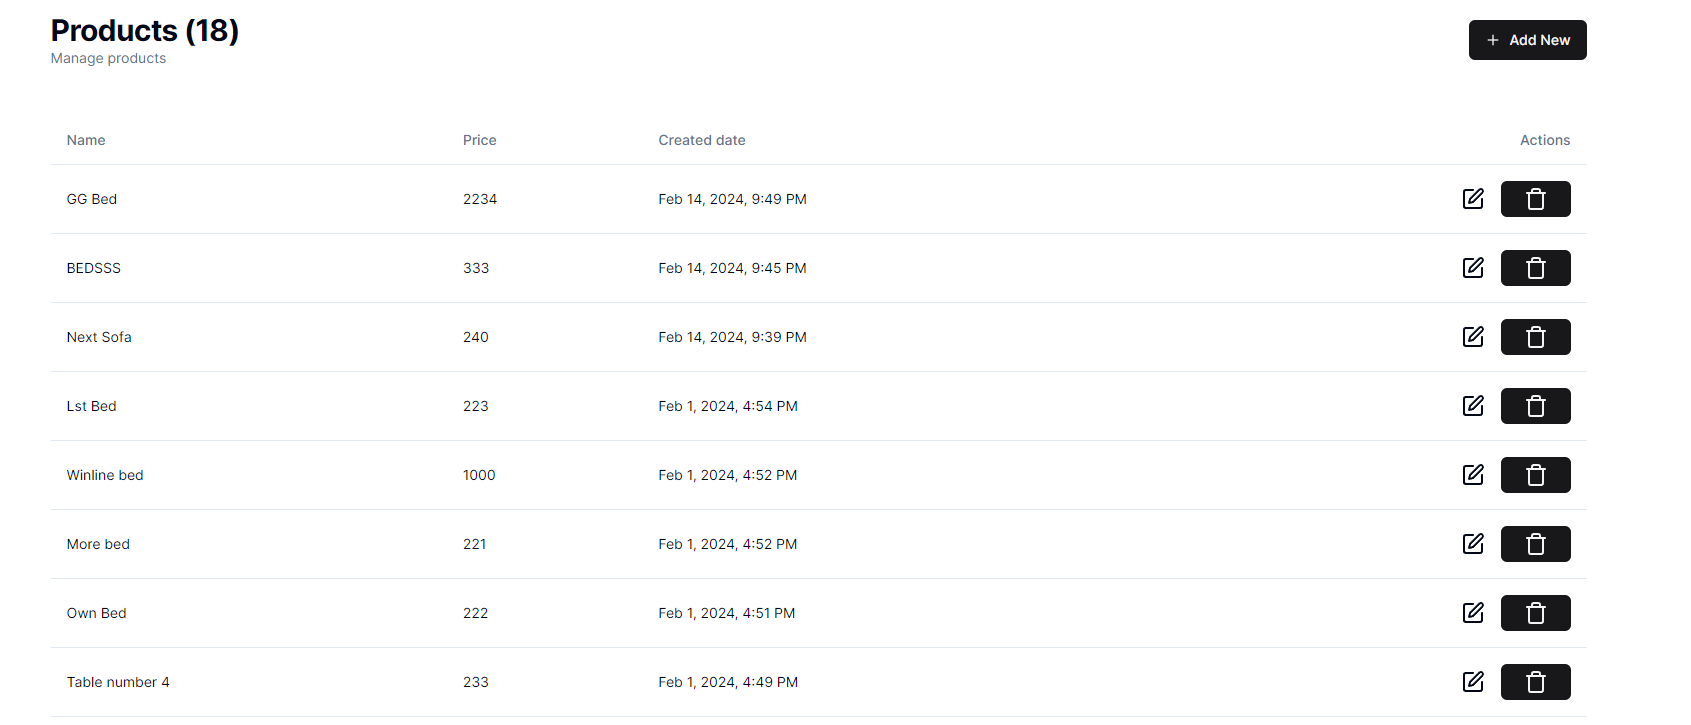 Products (18)
Manage products
Add New
Name Price Created date Actions
GG Bed 2234 Feb 14, 2024, 9:49 PM
BEDSSS 333 Feb 14, 2024, 9:45 PM
Next Sofa 240 Feb 14, 2024, 9:39 PM
Lst Bed 223 Feb 1, 2024, 4:54 PM
Winline bed 1000 Feb 1, 2024, 4:52 PM
More bed 221 Feb 1, 2024, 4:52 PM
Own Bed 222 Feb 1, 2024, 4:51 PM
Table number 4 233 Feb 1, 2024, 4:49 PM